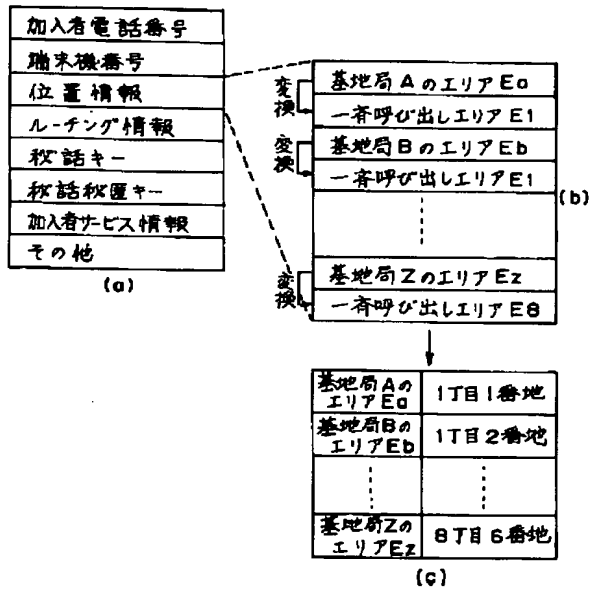 加入者電話番号
端末機番号
位置情報
ルーチング情報
秘話キー
秘話秘匿キー
加入者サービス情報
その他
(a)
変換
基地局AのエリアEa
一斉呼び出しエリアE1
変換
基地局BのエリアEb
一斉呼び出しエリアE1
変換
基地局ZのエリアEz
一斉呼び出しエリアE8
(b)
基地局Aの
エリアEa
1丁目1番地
基地局Bの
エリアEb
1丁目2番地
基地局Zの
エリアEz
8丁目6番地
(c)